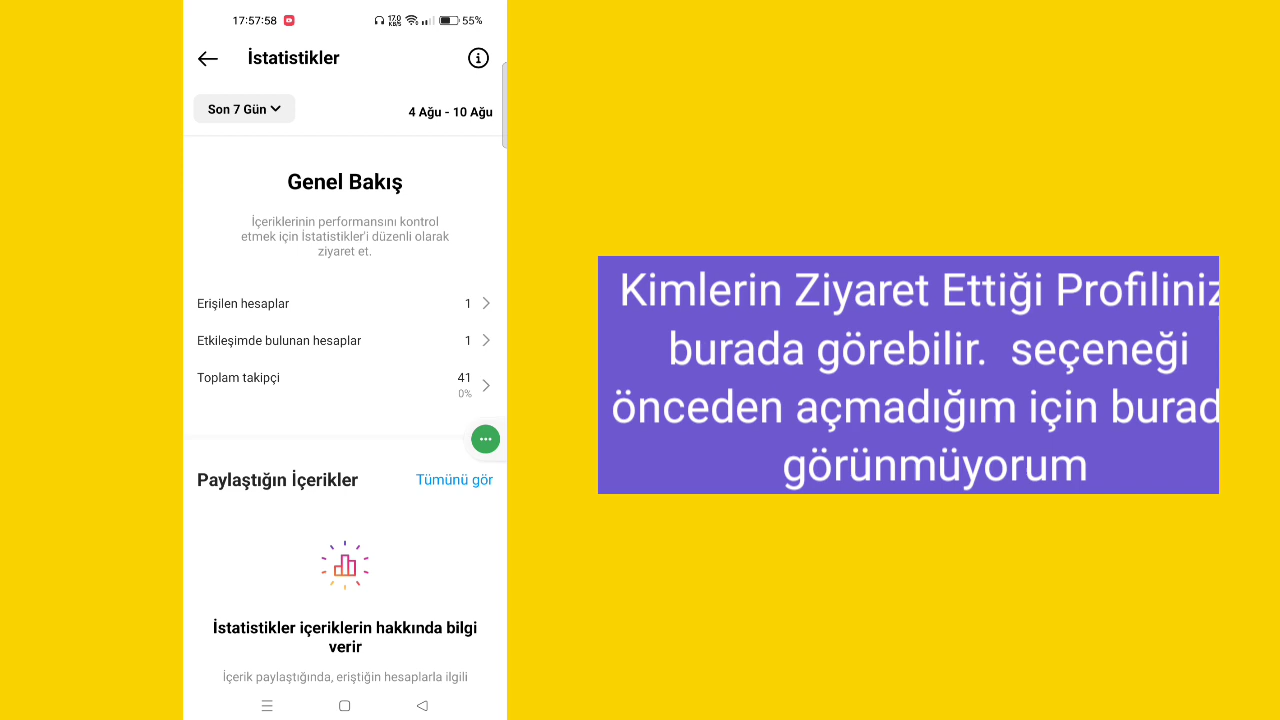 17:57:58
17.0 KB/S
55%
İstatistikler
Son 7 Gün
4 Ağu - 10 Ağu
Genel Bakış
İçeriklerinin performansını kontrol
etmek için İstatistikler'i düzenli olarak
ziyaret et.
Erişilen hesaplar 1
Etkileşimde bulunan hesaplar 1
Toplam takipçi 41
0%
Paylaştığın İçerikler Tümünü gör
İstatistikler içeriklerin hakkında bilgi
verir
İçerik paylaştığında, eriştiğin hesaplarla ilgili
Kimlerin Ziyaret Ettiği Profiliniz
burada görebilir. seçeneği
önceden açmadığım için burad
görünmüyorum